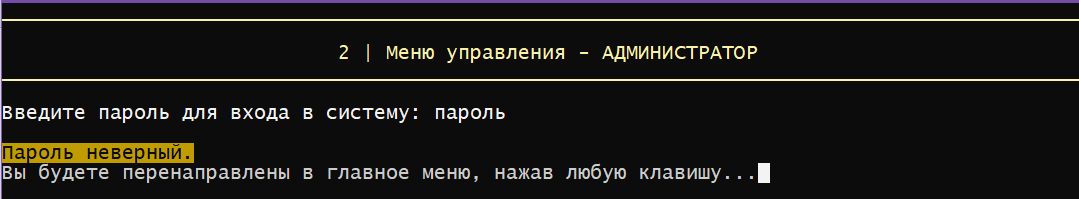 2 | Меню управления - АДМИНИСТРАТОР
Введите пароль для входа в систему: пароль
Пароль неверный.
Вы будете перенаправлены в главное меню, нажав любую клавишу...